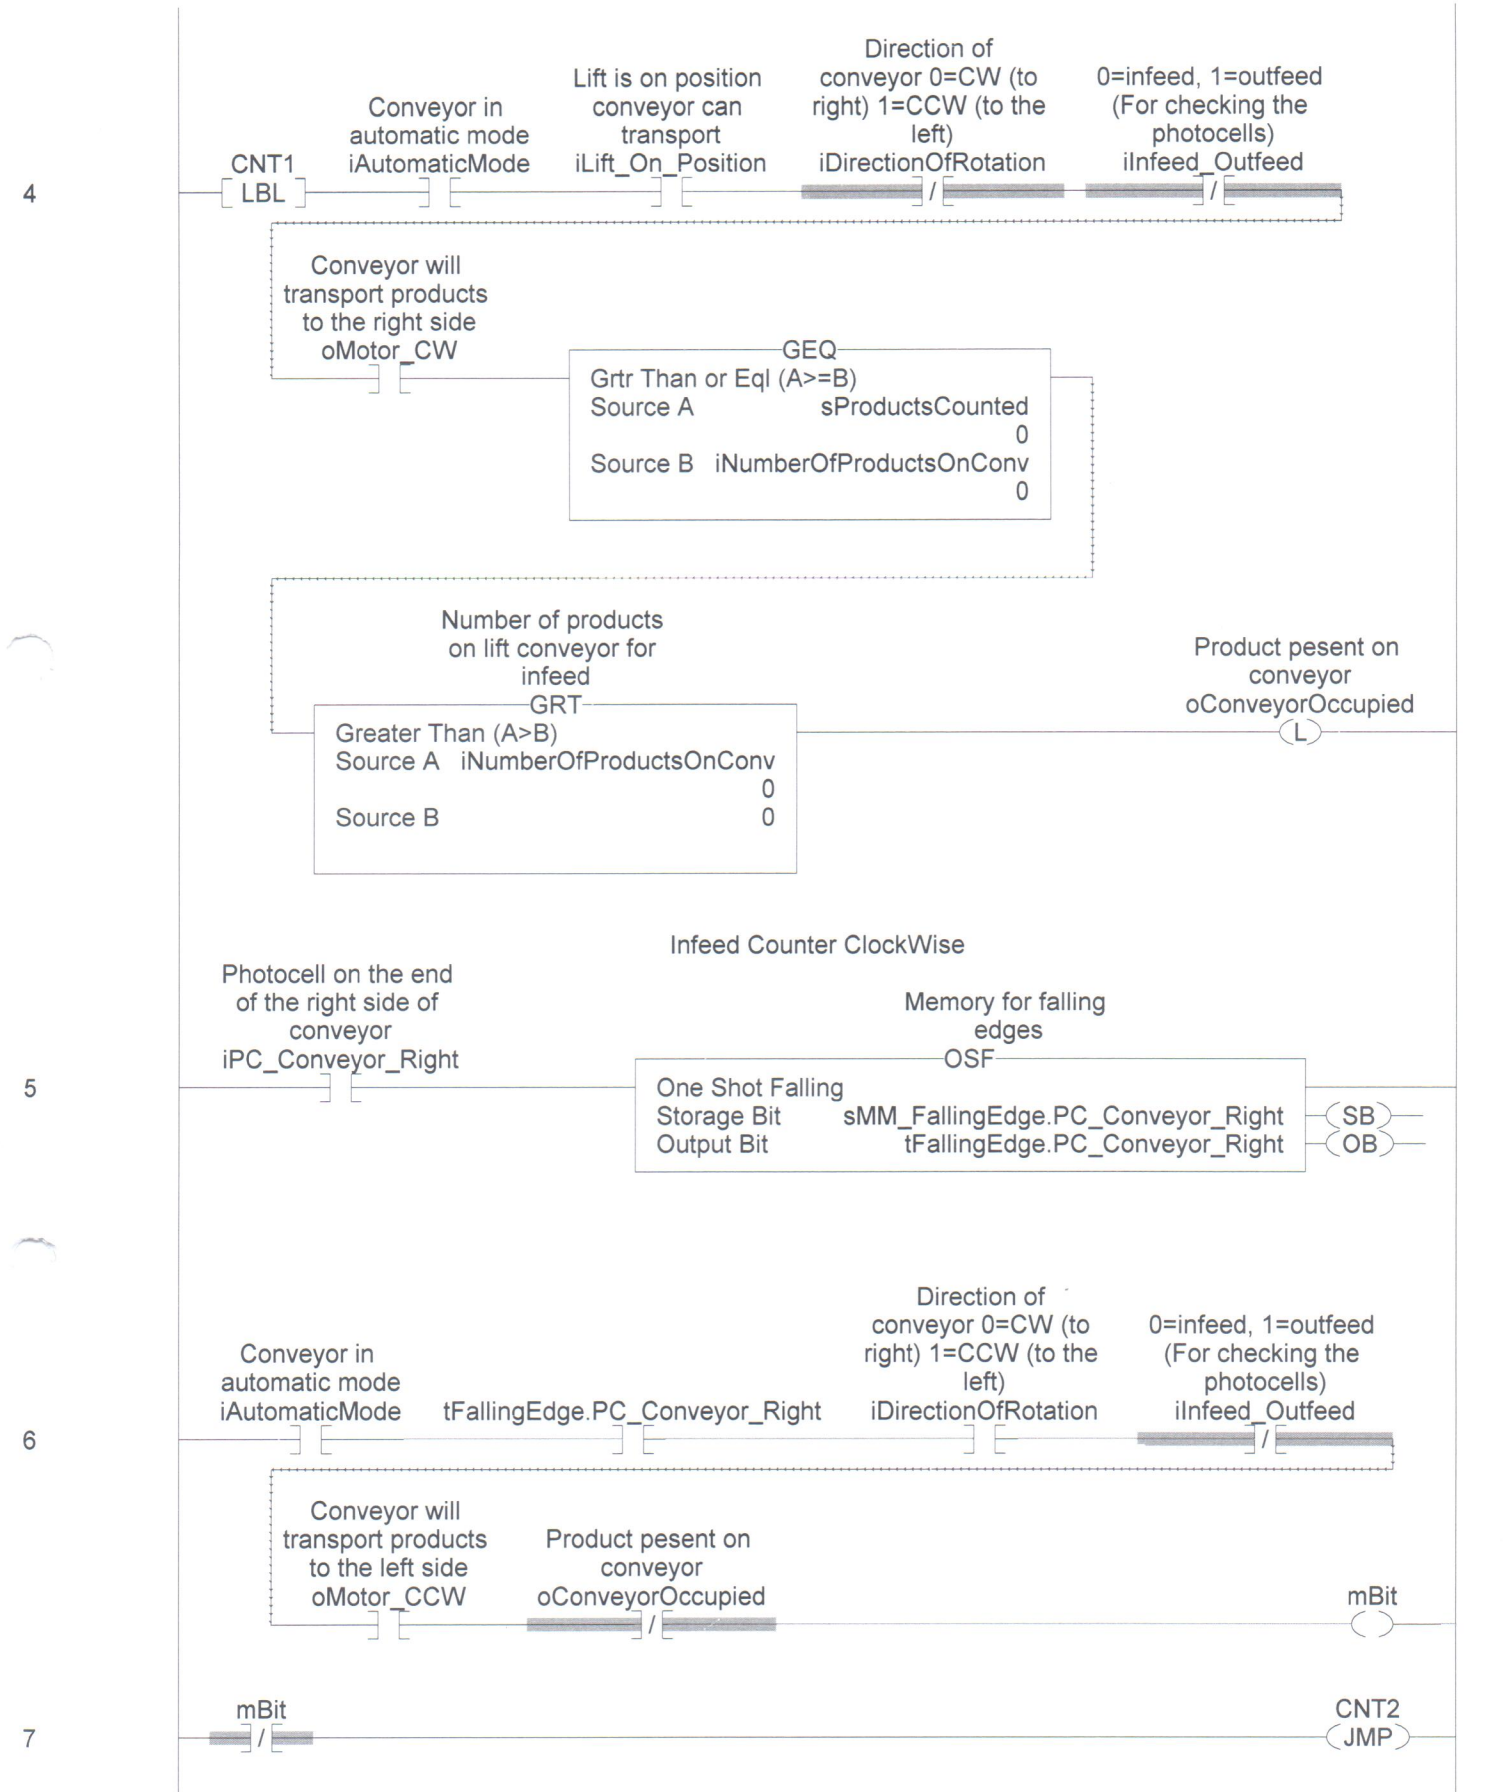 4
CNT1
LBL
Conveyor in
automatic mode
iAutomaticMode
Lift is on position
conveyor can
transport
iLift_On_Position
Direction of
conveyor 0=CW (to
right) 1=CCW (to the
left)
iDirectionOfRotation
/
0=infeed, 1=outfeed
(For checking the
photocells)
iInfeed_Outfeed
/
Conveyor will
transport products
to the right side
oMotor_CW
GEQ
Grtr Than or Eql (A>=B)
Source A sProductsCounted
0
Source B iNumberOfProductsOnConv
0
Number of products
on lift conveyor for
infeed
GRT
Greater Than (A>B)
Source A iNumberOfProductsOnConv
0
Source B 0
Product pesent on
conveyor
oConveyorOccupied
L
Infeed Counter ClockWise
5
Photocell on the end
of the right side of
conveyor
iPC_Conveyor_Right
Memory for falling
edges
OSF
One Shot Falling
Storage Bit sMM_FallingEdge.PC_Conveyor_Right SB
Output Bit tFallingEdge.PC_Conveyor_Right OB
6
Conveyor in
automatic mode
iAutomaticMode
tFallingEdge.PC_Conveyor_Right
Direction of
conveyor 0=CW (to
right) 1=CCW (to the
left)
iDirectionOfRotation
0=infeed, 1=outfeed
(For checking the
photocells)
iInfeed_Outfeed
/
Conveyor will
transport products
to the left side
oMotor_CCW
Product pesent on
conveyor
oConveyorOccupied
/
mBit
7
mBit
/
CNT2
JMP